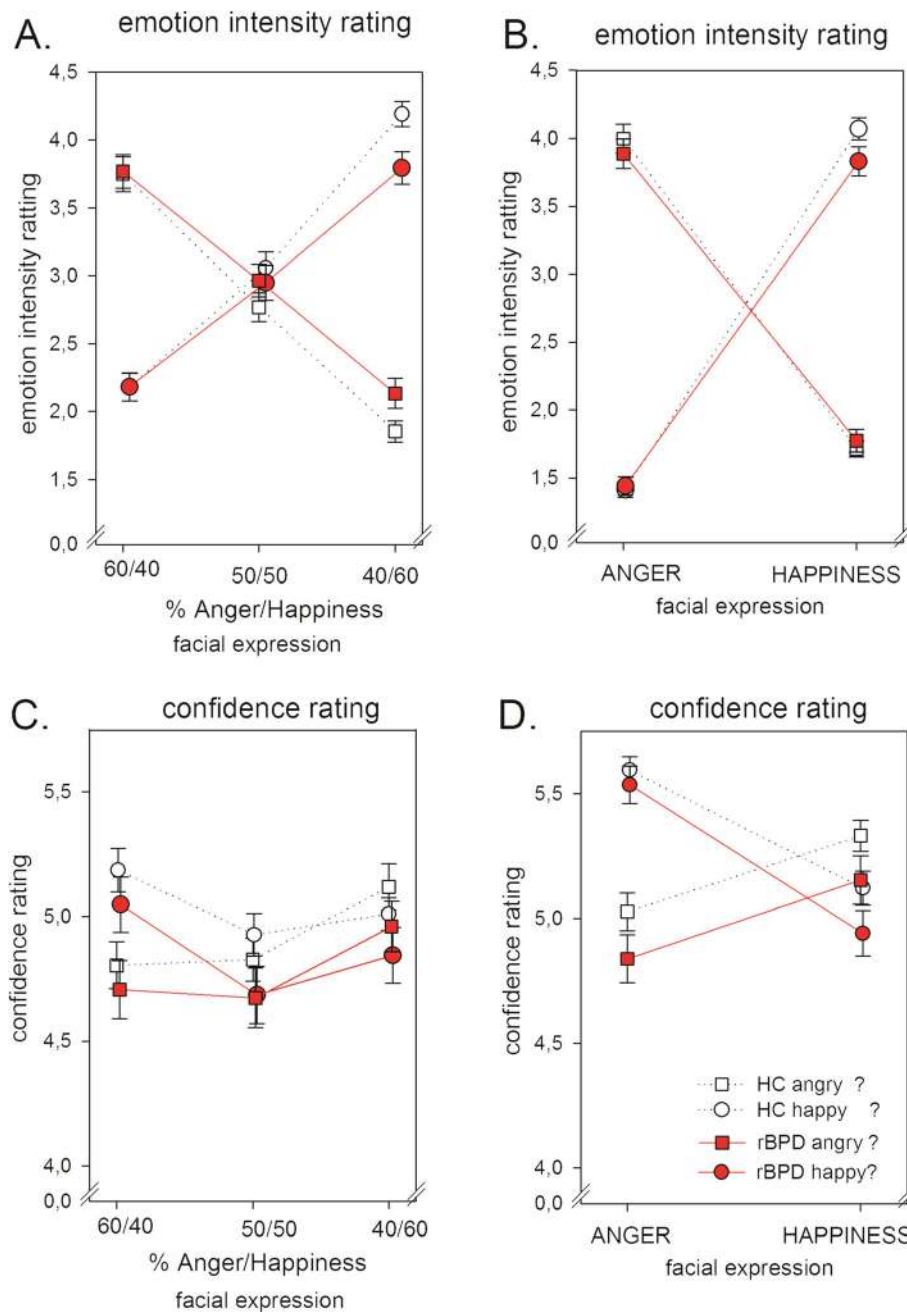 A.
emotion intensity rating
emotion intensity ratting
4,5
4,0
3,5
3,0
2,5
2,0
1,5
0,0
60/40
50/50
40/60
% Anger/Happiness
facial expression
B.
emotion intensity rating
emotion intensity ratting
4,5
4,0
3,5
3,0
2,5
2,0
1,5
0,0
ANGER
HAPPINESS
facial expression
C.
confidence rating
confidence rating
5,5
5,0
4,5
4,0
0,0
60/40
50/50
40/60
% Anger/Happiness
facial expression
D.
confidence rating
confidence rating
5,5
5,0
4,5
4,0
0,0
HC angry ?
HC happy ?
rBPD angry ?
rBPD happy?
ANGER
HAPPINESS
facial expression